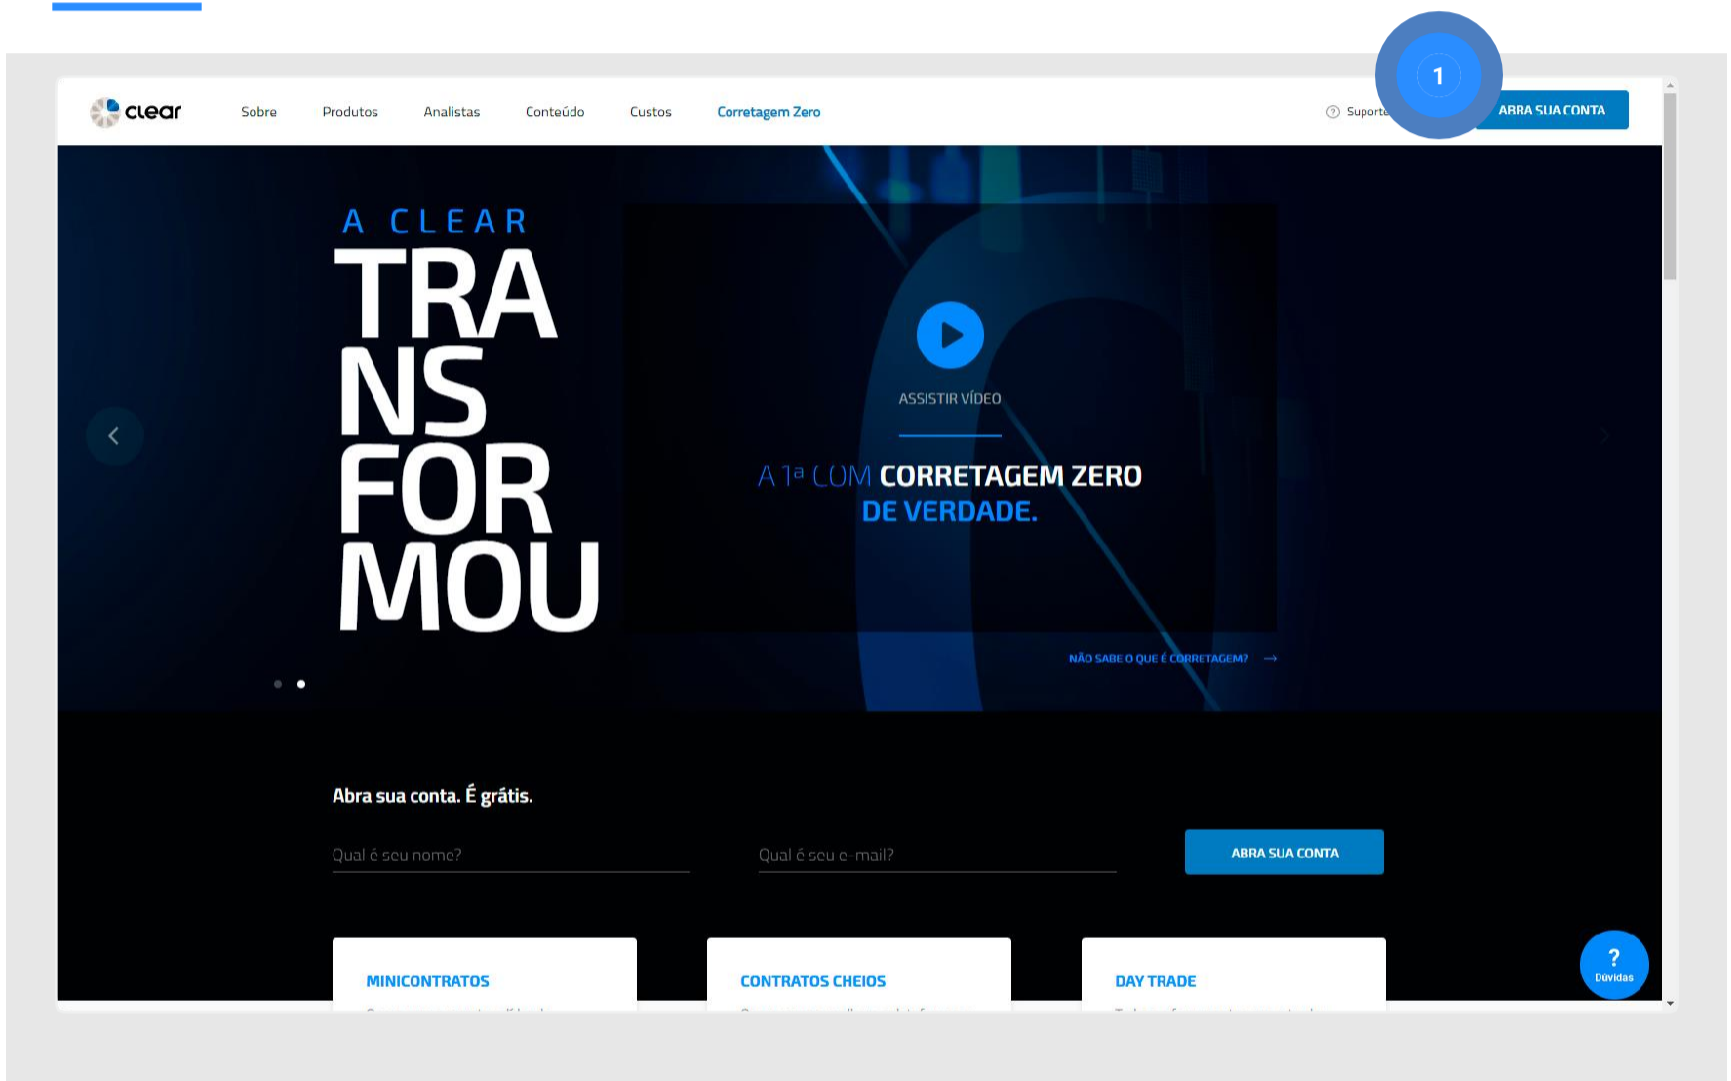 1
clear Sobre Produtos Analistas Conteúdo Custos Corretagem Zero Suporte ABRA SUA CONTA
A CLEAR
TRA
NS
FOR
MOU
ASSISTIR VÍDEO
A 1ª COM CORRETAGEM ZERO
DE VERDADE.
NÃO SABE O QUE É CORRETAGEM?
Abra sua conta. É grátis.
Qual é seu nome? Qual é seu e-mail? ABRA SUA CONTA
? Dúvidas
MINICONTRATOS CONTRATOS CHEIOS DAY TRADE